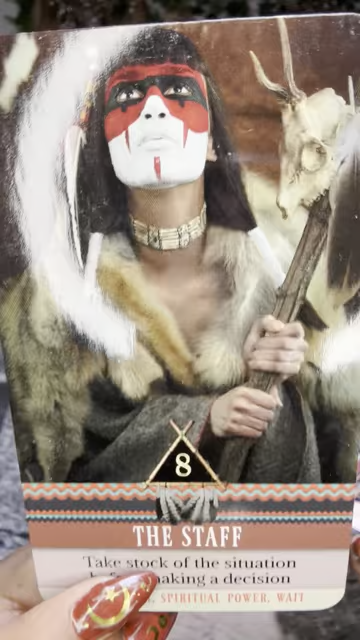 8
THE STAFF
Take stock of the situation
making a decision
SPIRITUAL POWER, WAIT